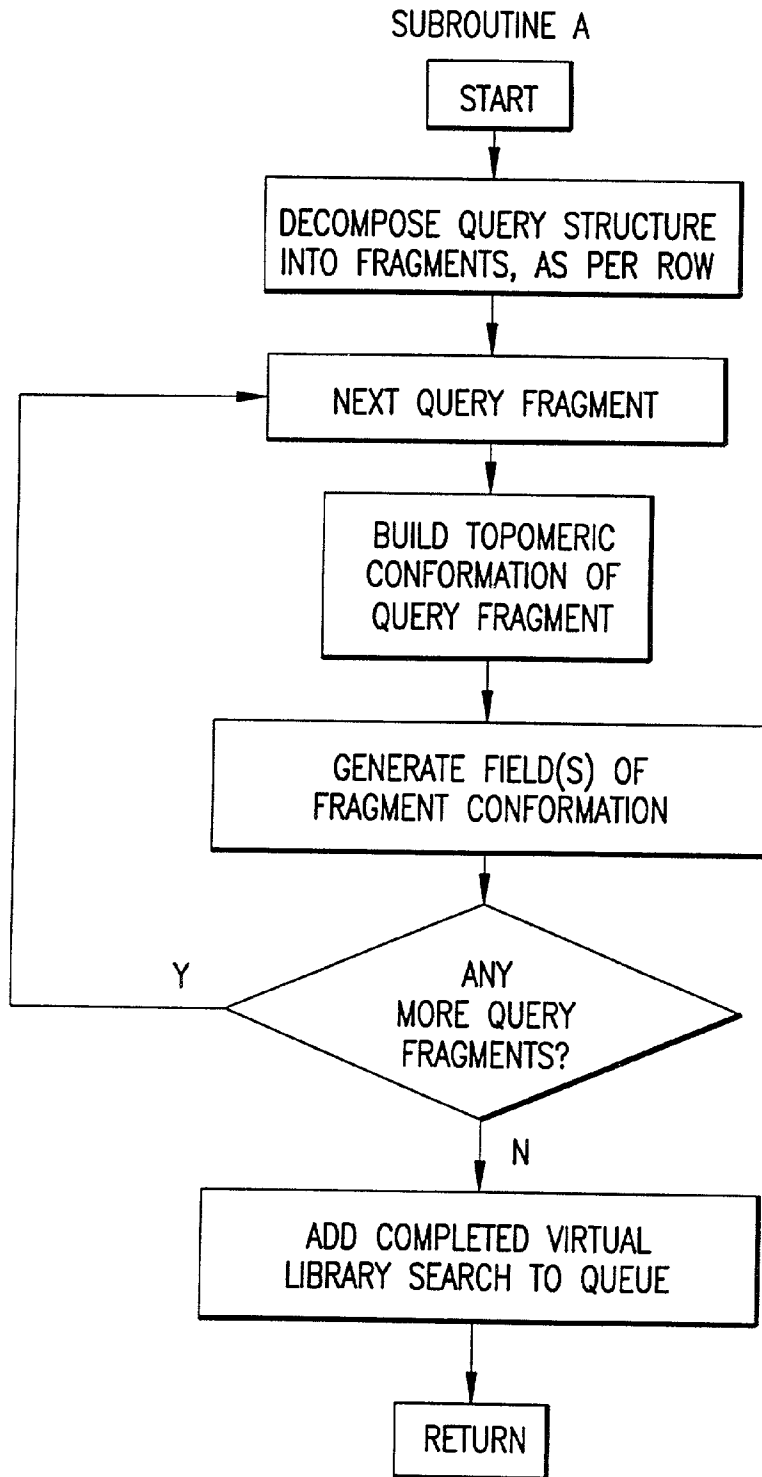 SUBROUTINE A
START
DECOMPOSE QUERY STRUCTURE
INTO FRAGMENTS, AS PER ROW
NEXT QUERY FRAGMENT
BUILD TOPOMERIC
CONFORMATION OF
QUERY FRAGMENT
GENERATE FIELD(S) OF
FRAGMENT CONFORMATION
Y
ANY
MORE QUERY
FRAGMENTS?
N
ADD COMPLETED VIRTUAL
LIBRARY SEARCH TO QUEUE
RETURN